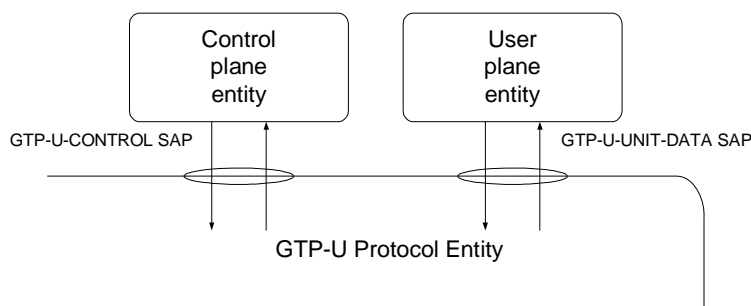 Control
plane
entity
User
plane
entity
GTP-U-CONTROL SAP
GTP-U-UNIT-DATA SAP
GTP-U Protocol Entity